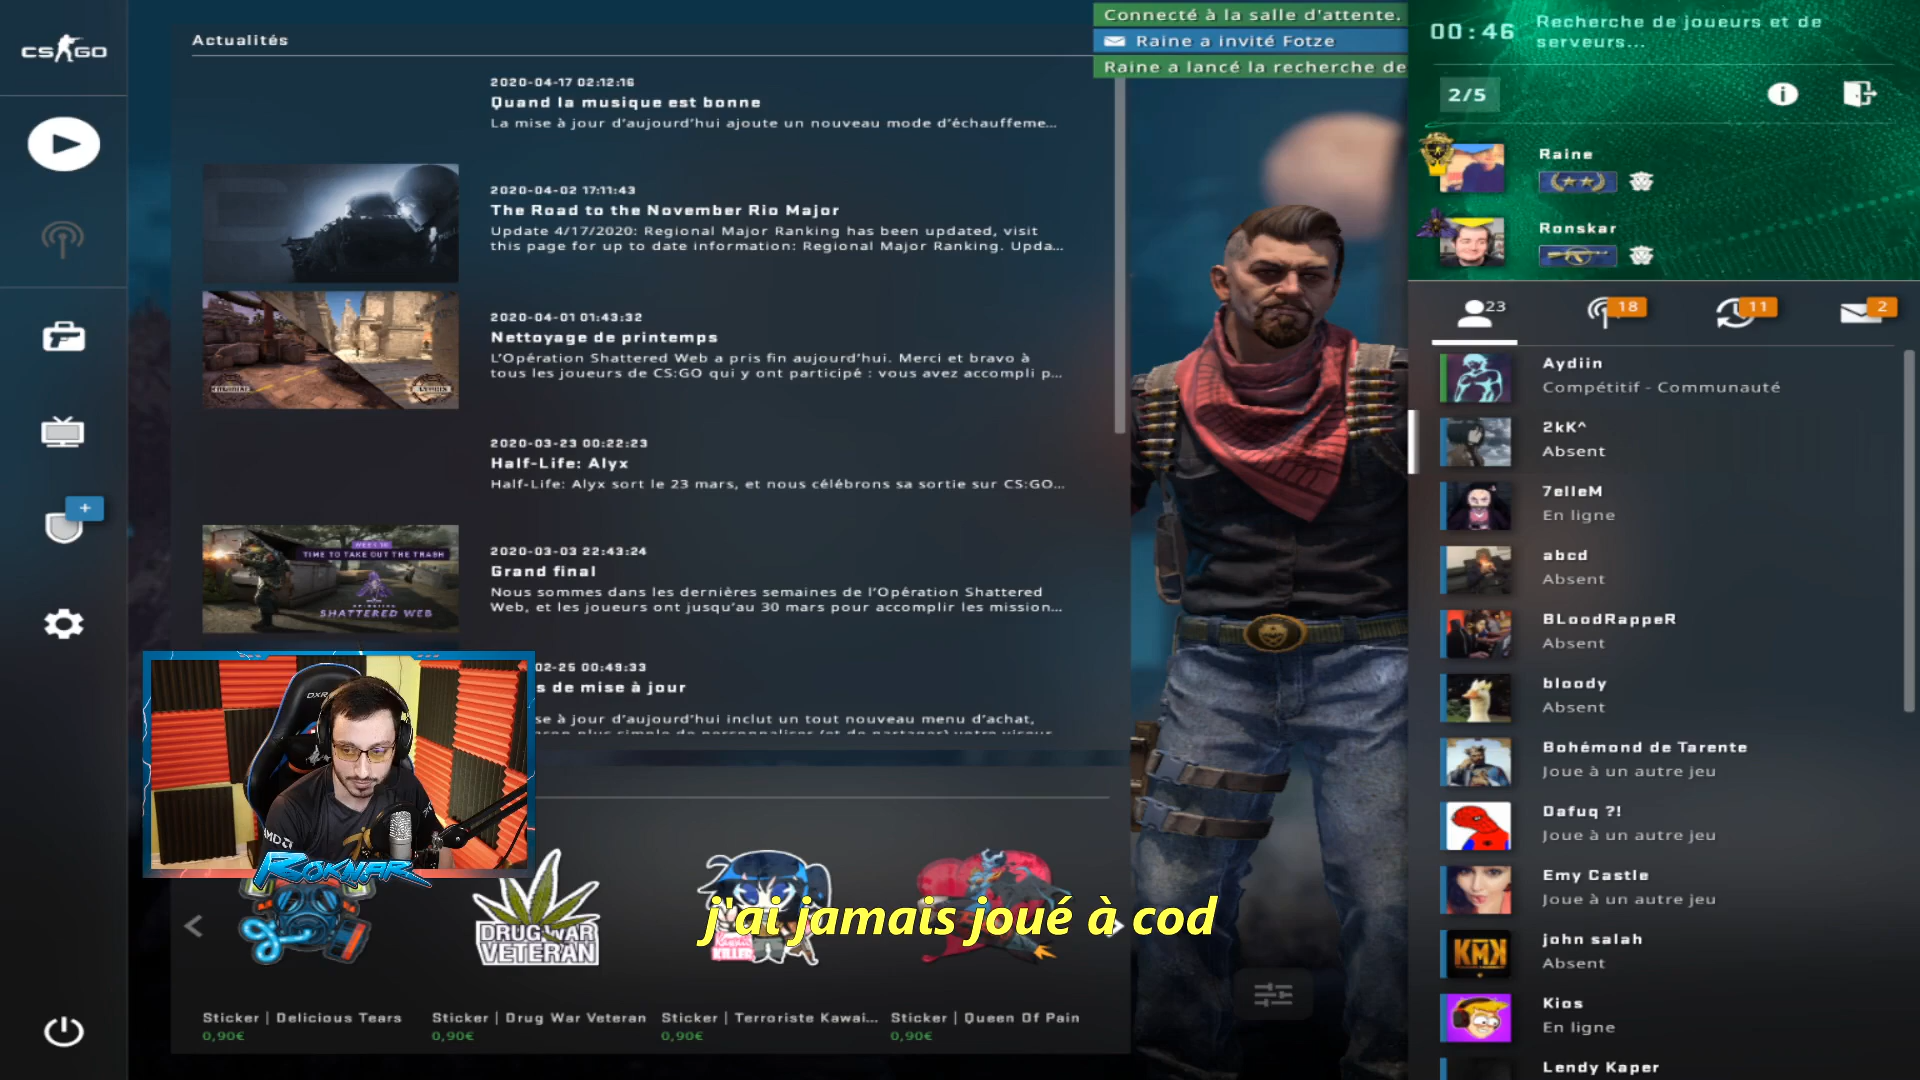 CS GO
Actualités
2020-04-17 02:12:16
Quand la musique est bonne
La mise à jour d'aujourd'hui ajoute un nouveau mode d'échauffeme...
2020-04-02 17:11:43
The Road to the November Rio Major
Update 4/17/2020: Regional Major Ranking has been updated, visit
this page for up to date information: Regional Major Ranking. Upda...
2020-04-01 01:43:32
Nettoyage de printemps
L'Opération Shattered Web a pris fin aujourd'hui. Merci et bravo à
tous les joueurs de CS:GO qui y ont participé : vous avez accompli p...
2020-03-23 00:22:23
Half-Life: Alyx
Half-Life: Alyx sort le 23 mars, et nous célébrons sa sortie sur CS:GO...
TIME TO TAKE OUT THE TRASH
SHATTERED WEB
2020-03-03 22:43:24
Grand final
Nous sommes dans les dernières semaines de l'Opération Shattered
Web, et les joueurs ont jusqu'au 30 mars pour accomplir les mission...
02-25 00:49:33
s de mise à jour
se à jour d'aujourd'hui inclut un tout nouveau menu d'achat,
DXR
AMD
ROKNAR
DRUG WAR
VETERAN
KILLER
j'ai jamais joué à cod
Sticker | Delicious Tears
0,90€
Sticker | Drug War Veteran
0,90€
Sticker | Terroriste Kawai...
0,90€
Sticker | Queen Of Pain
0,90€
Connecté à la salle d'attente.
Raine a invité Fotze
Raine a lancé la recherche de
00:46
Recherche de joueurs et de
serveurs...
2/5
Raine
Ronskar
23
18
11
2
Aydiin
Compétitif - Communauté
2kK^
Absent
7elleM
En ligne
abcd
Absent
BLoodRappeR
Absent
bloody
Absent
Bohémond de Tarente
Joue à un autre jeu
Dafuq ?!
Joue à un autre jeu
Emy Castle
Joue à un autre jeu
KMK
john salah
Absent
Kios
En ligne
Lendy Kaper